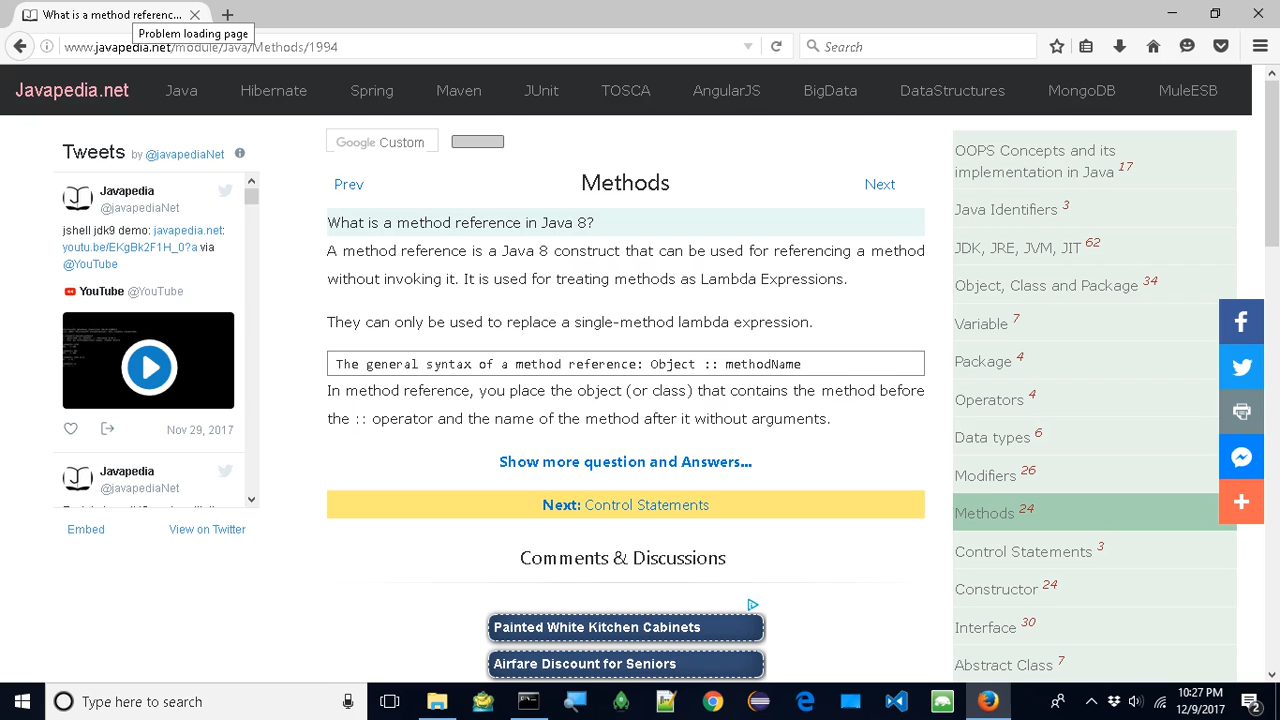 What is a method referenc...
Problem loading page
www.javapedia.net/module/Java/Methods/1994
Search
Javapedia.net Java Hibernate Spring Maven JUnit TOSCA AngularJS BigData DataStructures MongoDB MuleESB
Tweets by @javapediaNet
Javapedia
@javapediaNet
jshell jdk9 demo: javapedia.net:
youtu.be/EKgBk2F1H_0?a via
@YouTube
YouTube @YouTube
Nov 29, 2017
Javapedia
@javapediaNet
Embed View on Twitter
Google Custom
Prev Methods Next
What is a method reference in Java 8?
A method reference is a Java 8 construct that can be used for referencing a method
without invoking it. It is used for treating methods as Lambda Expressions.
They can only be used to replace a single-method lambda expression.
The general syntax of a method reference: Object :: methodName
In method reference, you place the object (or class) that contains the method before
the :: operator and the name of the method after it without arguments.
Show more question and Answers...
Next: Control Statements
Comments & Discussions
Painted White Kitchen Cabinets
Airfare Discount for Seniors
OOPS Concepts and its
implementation in Java 17
Java Identifiers 3
JDK, JRE, JVM, JIT 62
Object, Class and Package 34
Variable 7
Package 4
Operators 4
Data types 6
Modifiers 26
Methods 24
Control Statements 3
Constructor 24
Interface 30
Abstract Class 7
Type here to search
10:27 PM
12/9/2017
2